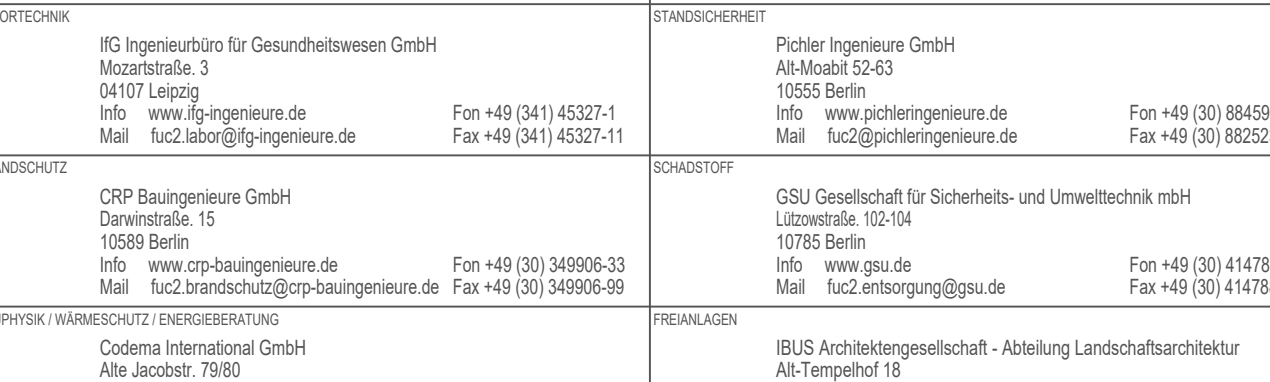 ORTECHNIK
IfG Ingenieurbüro für Gesundheitswesen GmbH
Mozartstraße. 3
04107 Leipzig
Info www.ifg-ingenieure.de Fon +49 (341) 45327-1
Mail fuc2.labor@ifg-ingenieure.de Fax +49 (341) 45327-11
STANDSICHERHEIT
Pichler Ingenieure GmbH
Alt-Moabit 52-63
10555 Berlin
Info www.pichleringenieure.de Fon +49 (30) 88459
Mail fuc2@pichleringenieure.de Fax +49 (30) 88252
ANDSCHUTZ
CRP Bauingenieure GmbH
Darwinstraße. 15
10589 Berlin
Info www.crp-bauingenieure.de Fon +49 (30) 349906-33
Mail fuc2.brandschutz@crp-bauingenieure.de Fax +49 (30) 349906-99
SCHADSTOFF
GSU Gesellschaft für Sicherheits- und Umwelttechnik mbH
Lützowstraße. 102-104
10785 Berlin
Info www.gsu.de Fon +49 (30) 41478
Mail fuc2.entsorgung@gsu.de Fax +49 (30) 41478
UPHYSIK / WÄRMESCHUTZ / ENERGIEBERATUNG
Codema International GmbH
Alte Jacobstr. 79/80
FREIANLAGEN
IBUS Architektengesellschaft - Abteilung Landschaftsarchitektur
Alt-Tempelhof 18